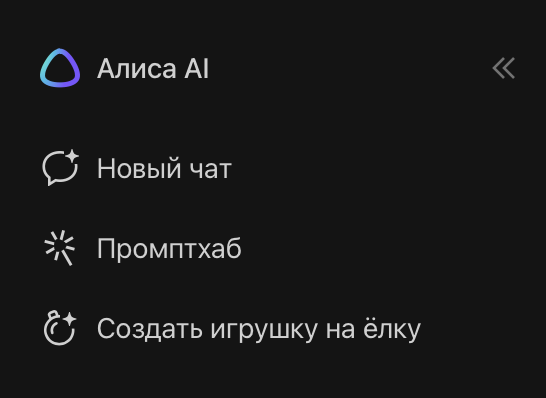 Алиса AI
Новый чат
Промптхаб
Создать игрушку на ёлку